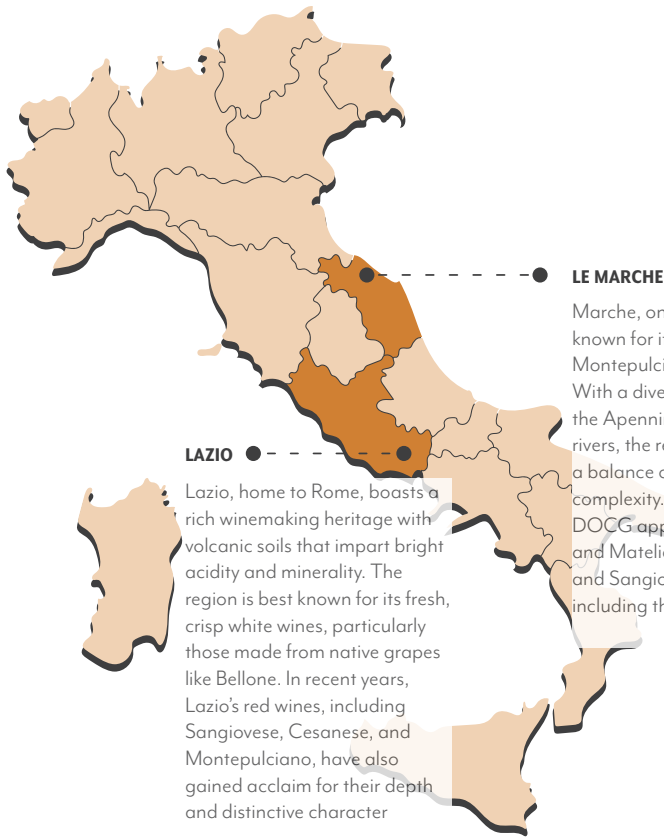 LE MARCHE
Marche, on
known for it
Montepulci
With a dive
the Apenni
rivers, the re
a balance o
complexity.
DOCG app
and Matelic
and Sangio
including th
LAZIO
Lazio, home to Rome, boasts a
rich winemaking heritage with
volcanic soils that impart bright
acidity and minerality. The
region is best known for its fresh,
crisp white wines, particularly
those made from native grapes
like Bellone. In recent years,
Lazio’s red wines, including
Sangiovese, Cesanese, and
Montepulciano, have also
gained acclaim for their depth
and distinctive character